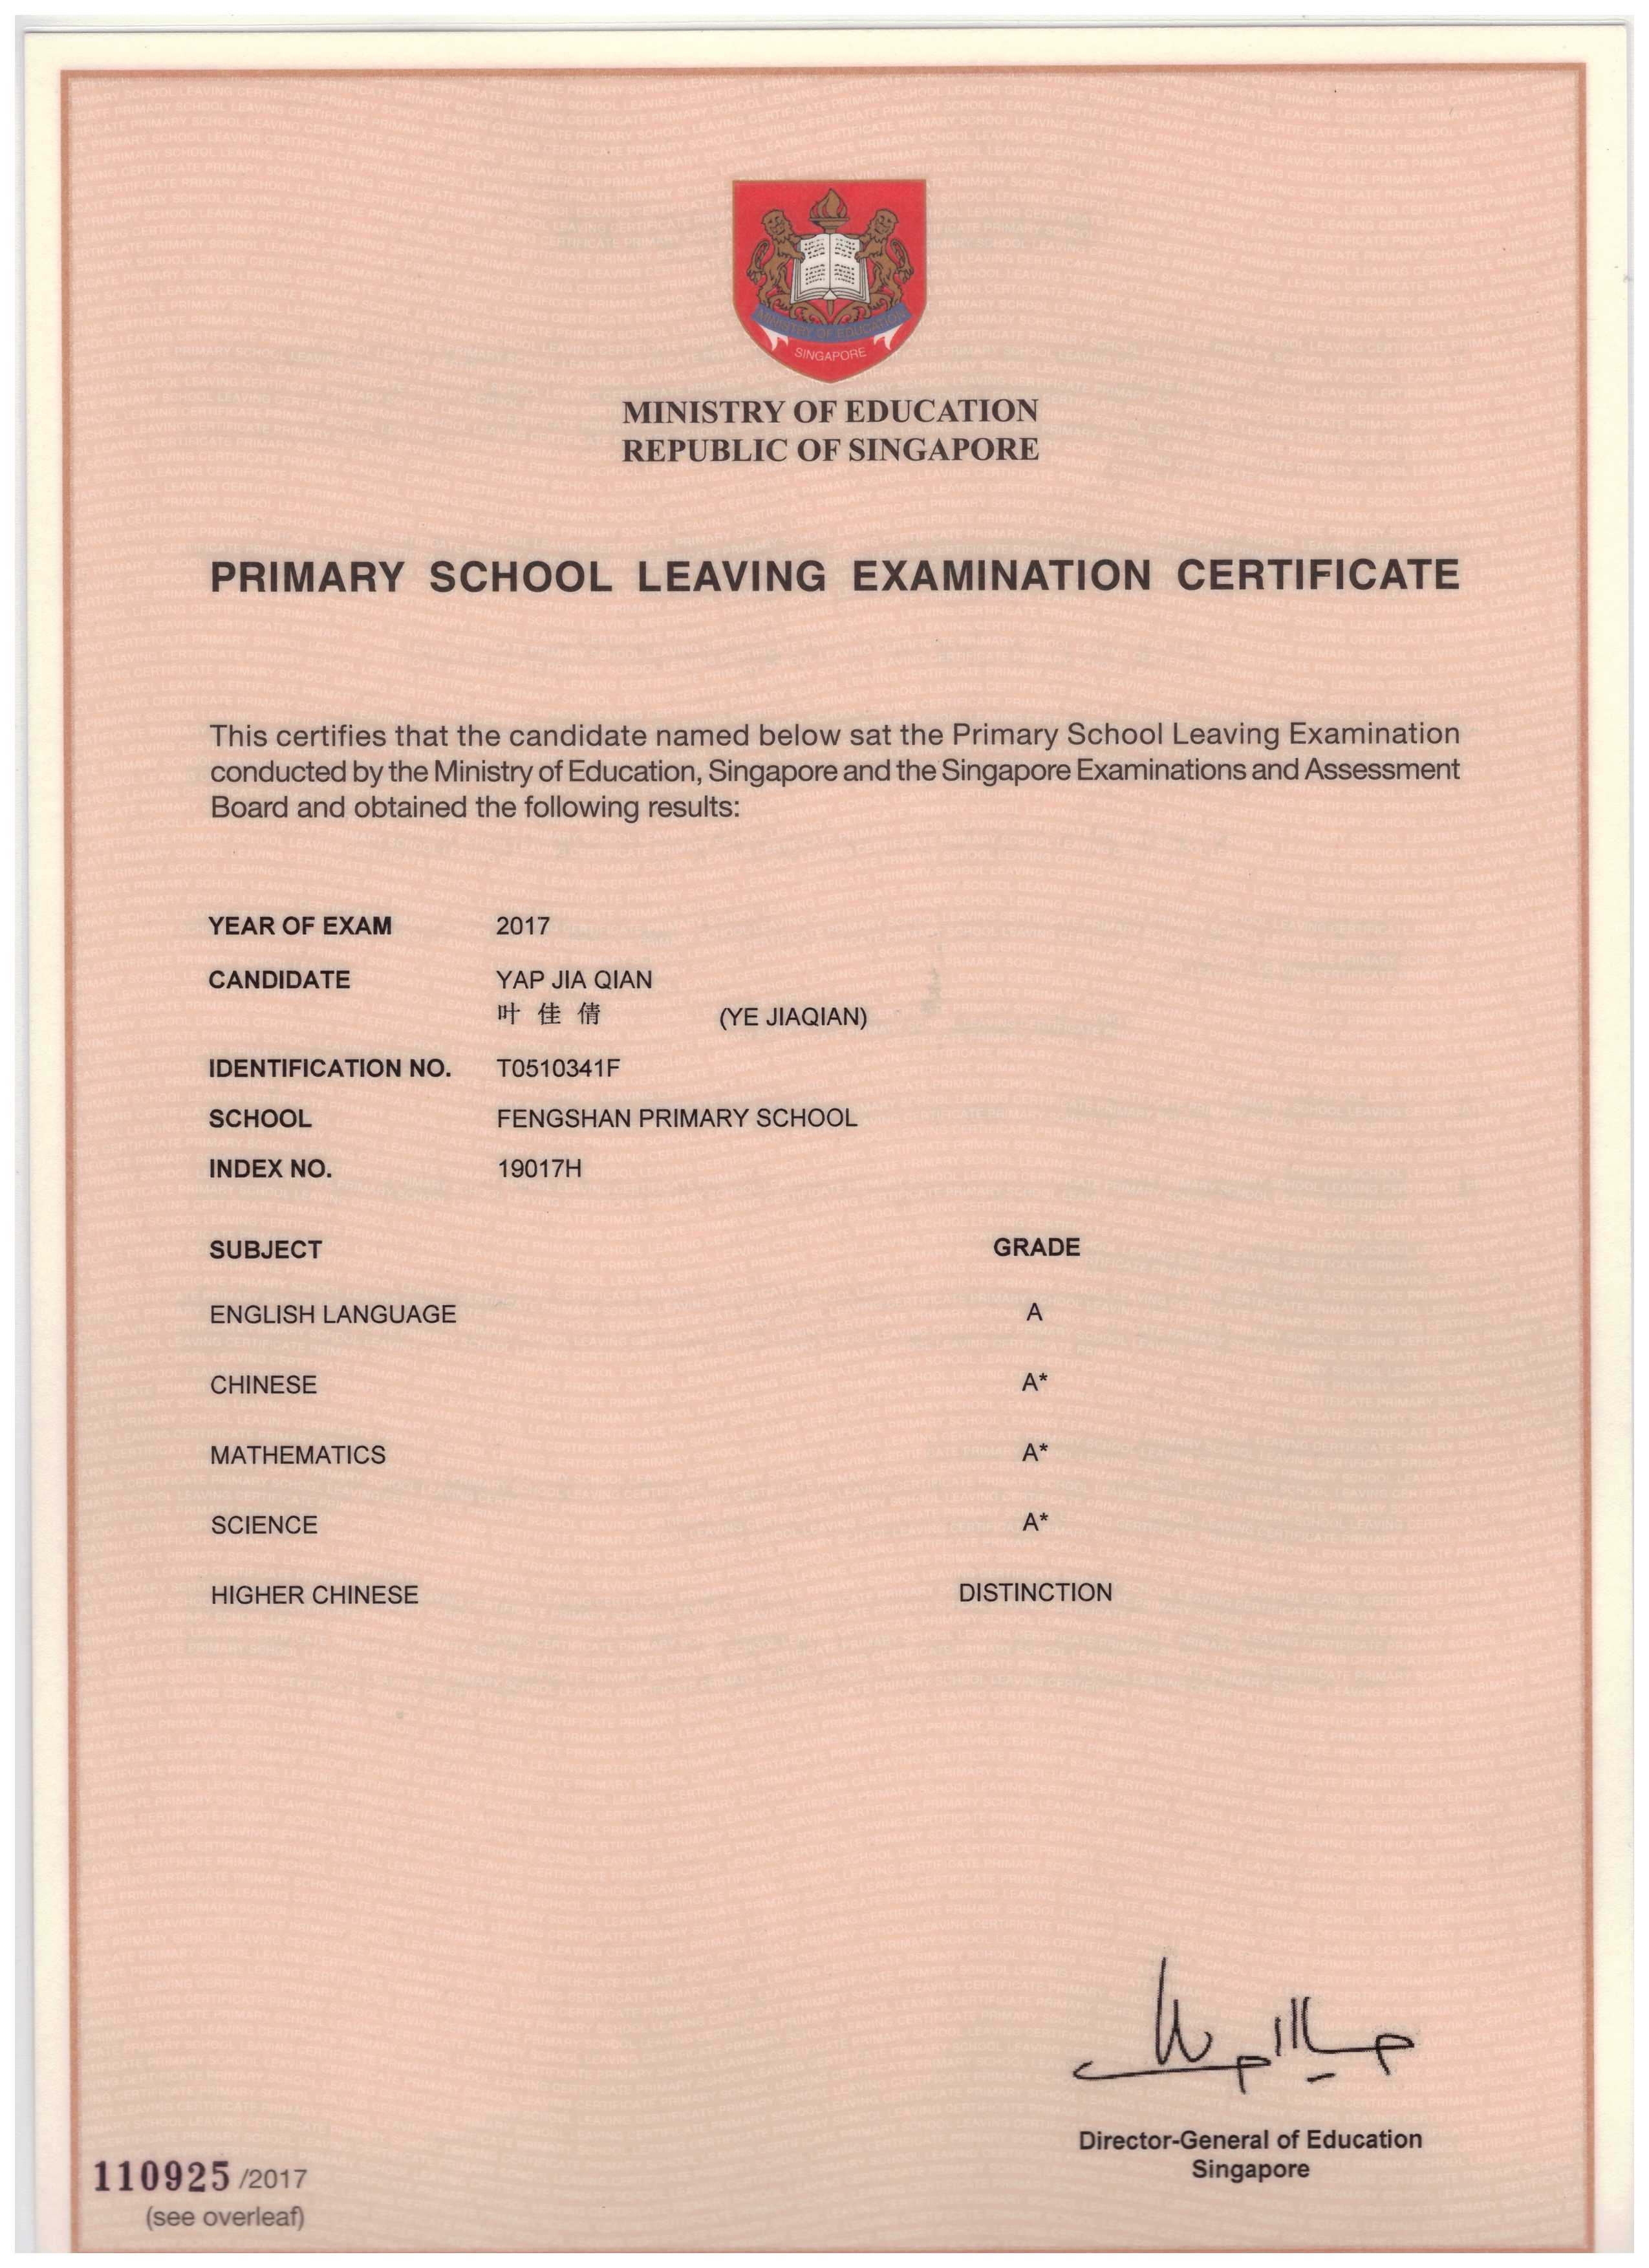 MINISTRY OF EDUCATION
SINGAPORE
MINISTRY OF EDUCATION
REPUBLIC OF SINGAPORE
PRIMARY SCHOOL LEAVING EXAMINATION CERTIFICATE
This certifies that the candidate named below sat the Primary School Leaving Examination
conducted by the Ministry of Education, Singapore and the Singapore Examinations and Assessment
Board and obtained the following results:
YEAR OF EXAM 2017
CANDIDATE YAP JIA QIAN
叶 佳 倩 (YE JIAQIAN)
IDENTIFICATION NO. T0510341F
SCHOOL FENGSHAN PRIMARY SCHOOL
INDEX NO. 19017H
SUBJECT GRADE
ENGLISH LANGUAGE A
CHINESE A*
MATHEMATICS A*
SCIENCE A*
HIGHER CHINESE DISTINCTION
Director-General of Education
Singapore
110925 /2017
(see overleaf)